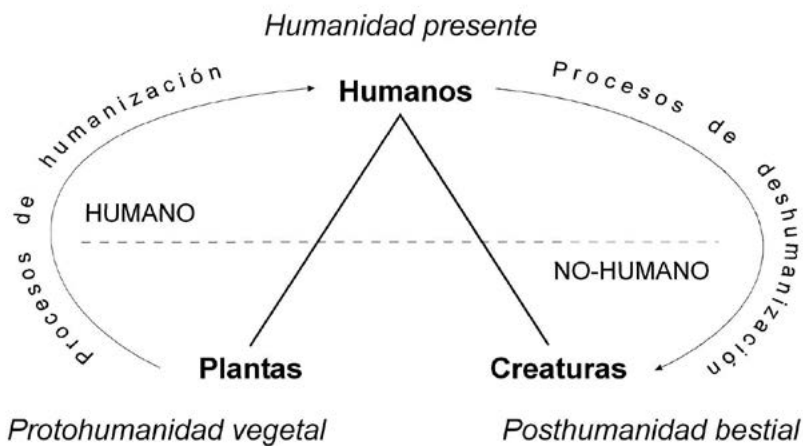 Humanidad presente
Procesos de humanización
Humanos
Procesos de deshumanización
HUMANO
NO-HUMANO
Plantas
Creaturas
Protohumanidad vegetal
Posthumanidad bestial